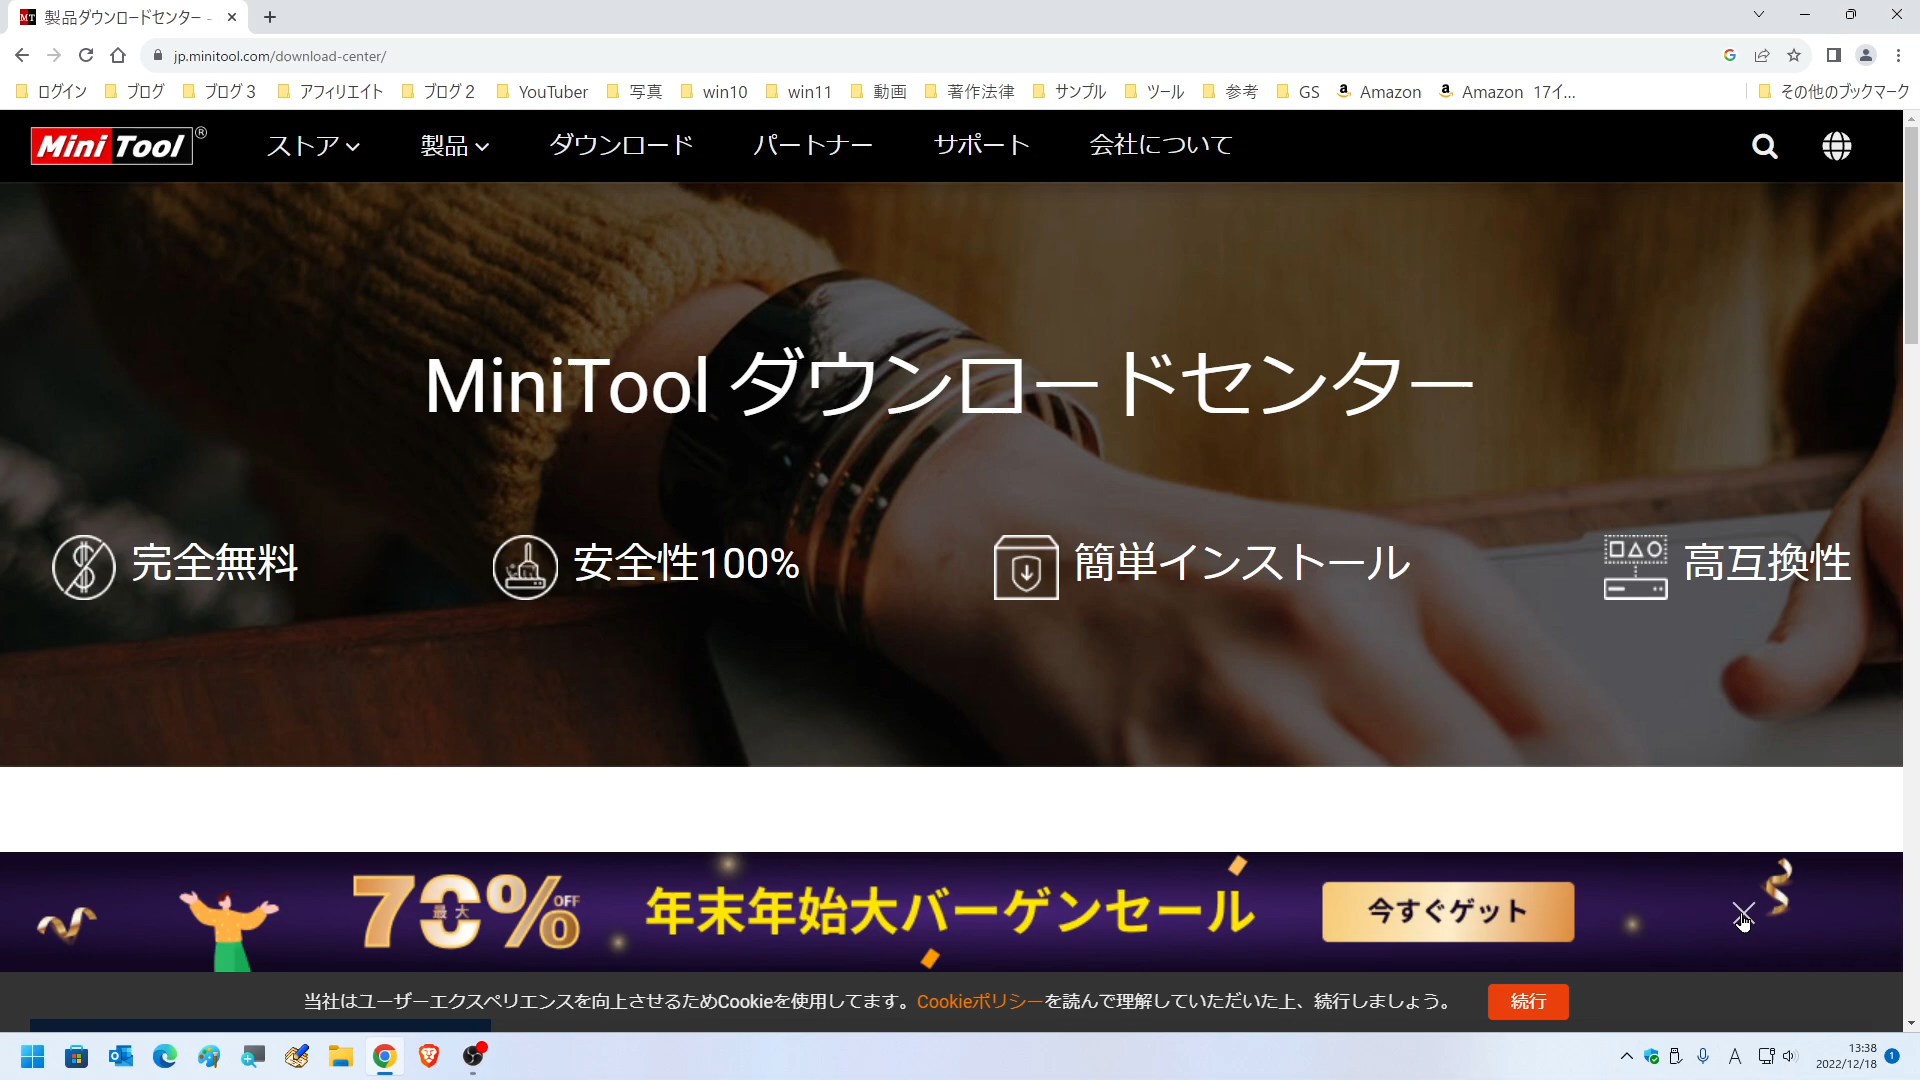 製品ダウンロードセンター -
jp.minitool.com/download-center/
ログイン ブログ ブログ3 アフィリエイト ブログ2 YouTuber 写真 win10 win11 動画 著作法律 サンプル ツール 参考 GS Amazon Amazon 17イ... その他のブックマーク
Mini Tool® ストア 製品 ダウンロード パートナー サポート 会社について
MiniTool ダウンロードセンター
完全無料 安全性100% 簡単インストール 高互換性
最大70%OFF 年末年始大バーゲンセール 今すぐゲット
当社はユーザーエクスペリエンスを向上させるためCookieを使用してます。Cookieポリシーを読んで理解していただいた上、続行しましょう。 続行
A 13:38
2022/12/18 1